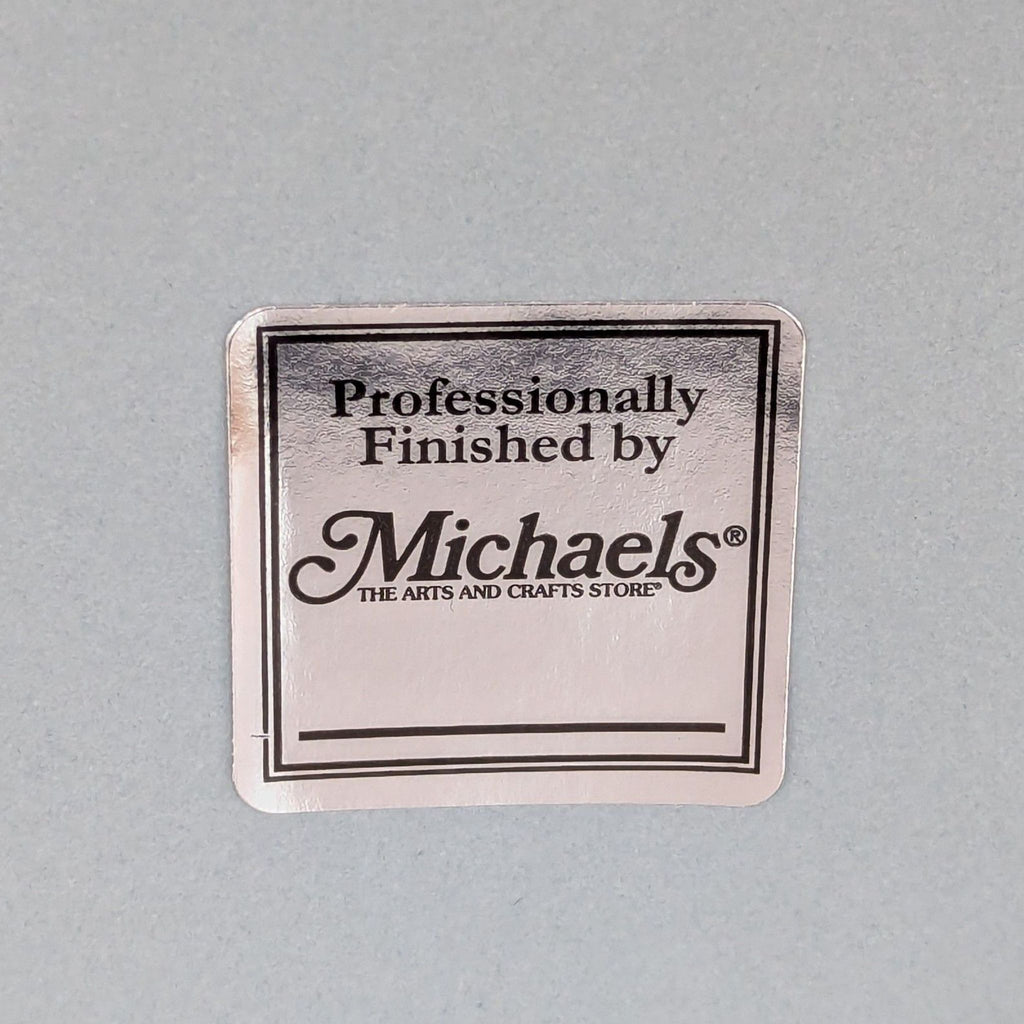 Professionally
Finished by
Michaels®
THE ARTS AND CRAFTS STORE®